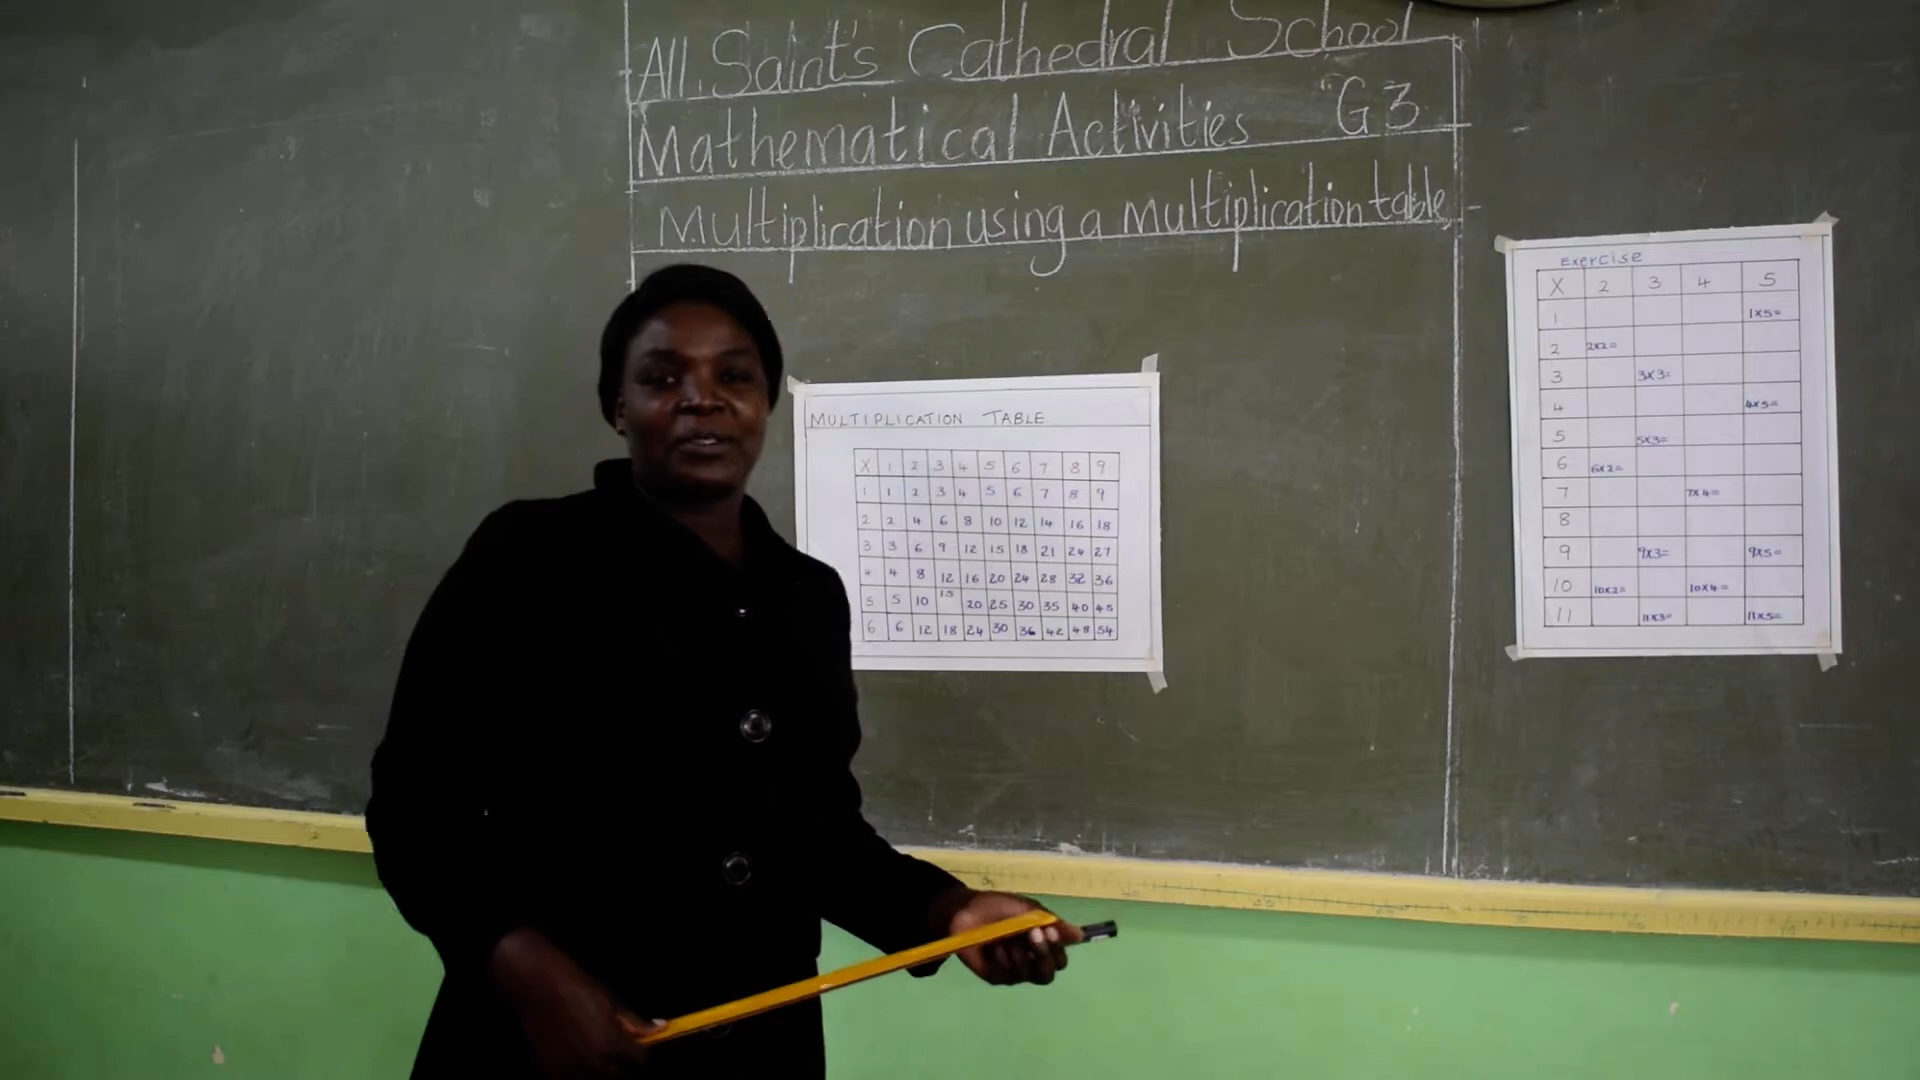 All Saint's Cathedral School
Mathematical Activities G3
Multiplication using a multiplication table
MULTIPLICATION TABLE
X 1 2 3 4 5 6 7 8 9
1 1 2 3 4 5 6 7 8 9
2 2 4 6 8 10 12 14 16 18
3 3 6 9 12 15 18 21 24 27
4 4 8 12 16 20 24 28 32 36
5 5 10 15 20 25 30 35 40 45
6 6 12 18 24 30 36 42 48 54
Exercise
X 2 3 4 5
1 1x5=
2 2x2=
3 3x3=
4 4x5=
5 5x3=
6 6x2=
7 7x4=
8
9 9x3= 9x5=
10 10x2= 10x4=
11 11x3= 11x5=